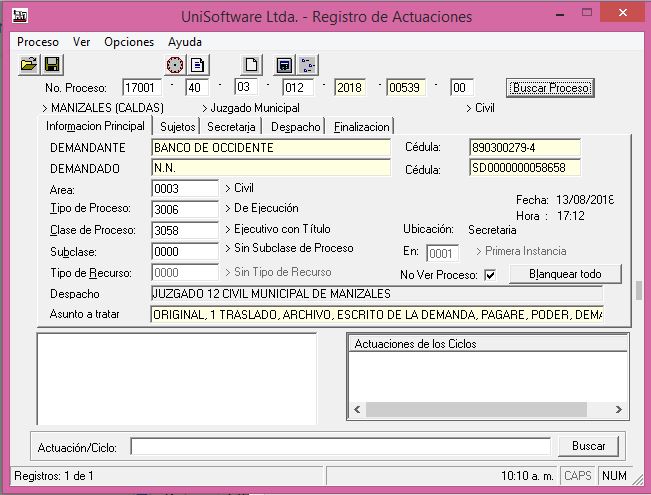 UniSoftware Ltda. - Registro de Actuaciones
Proceso Ver Opciones Ayuda
No. Proceso: 17001 - 40 - 03 - 012 - 2018 - 00539 - 00 Buscar Proceso
> MANIZALES (CALDAS) > Juzgado Municipal > Civil
Informacion Principal Sujetos Secretaria Despacho Finalizacion
DEMANDANTE BANCO DE OCCIDENTE Cédula: 890300279-4
DEMANDADO N.N. Cédula: SD0000000058658
Area: 0003 > Civil
Fecha: 13/08/2018
Tipo de Proceso: 3006 > De Ejecución
Hora : 17:12
Clase de Proceso: 3058 > Ejecutivo con Título Ubicación: Secretaria
Subclase: 0000 > Sin Subclase de Proceso En: 0001 > Primera Instancia
Tipo de Recurso: 0000 > Sin Tipo de Recurso No Ver Proceso: Blanquear todo
Despacho JUZGADO 12 CIVIL MUNICIPAL DE MANIZALES
Asunto a tratar ORIGINAL, 1 TRASLADO, ARCHIVO, ESCRITO DE LA DEMANDA, PAGARE, PODER, DEMA
Actuaciones de los Ciclos
Actuación/Ciclo: Buscar
Registros: 1 de 1 10:10 a. m. CAPS NUM